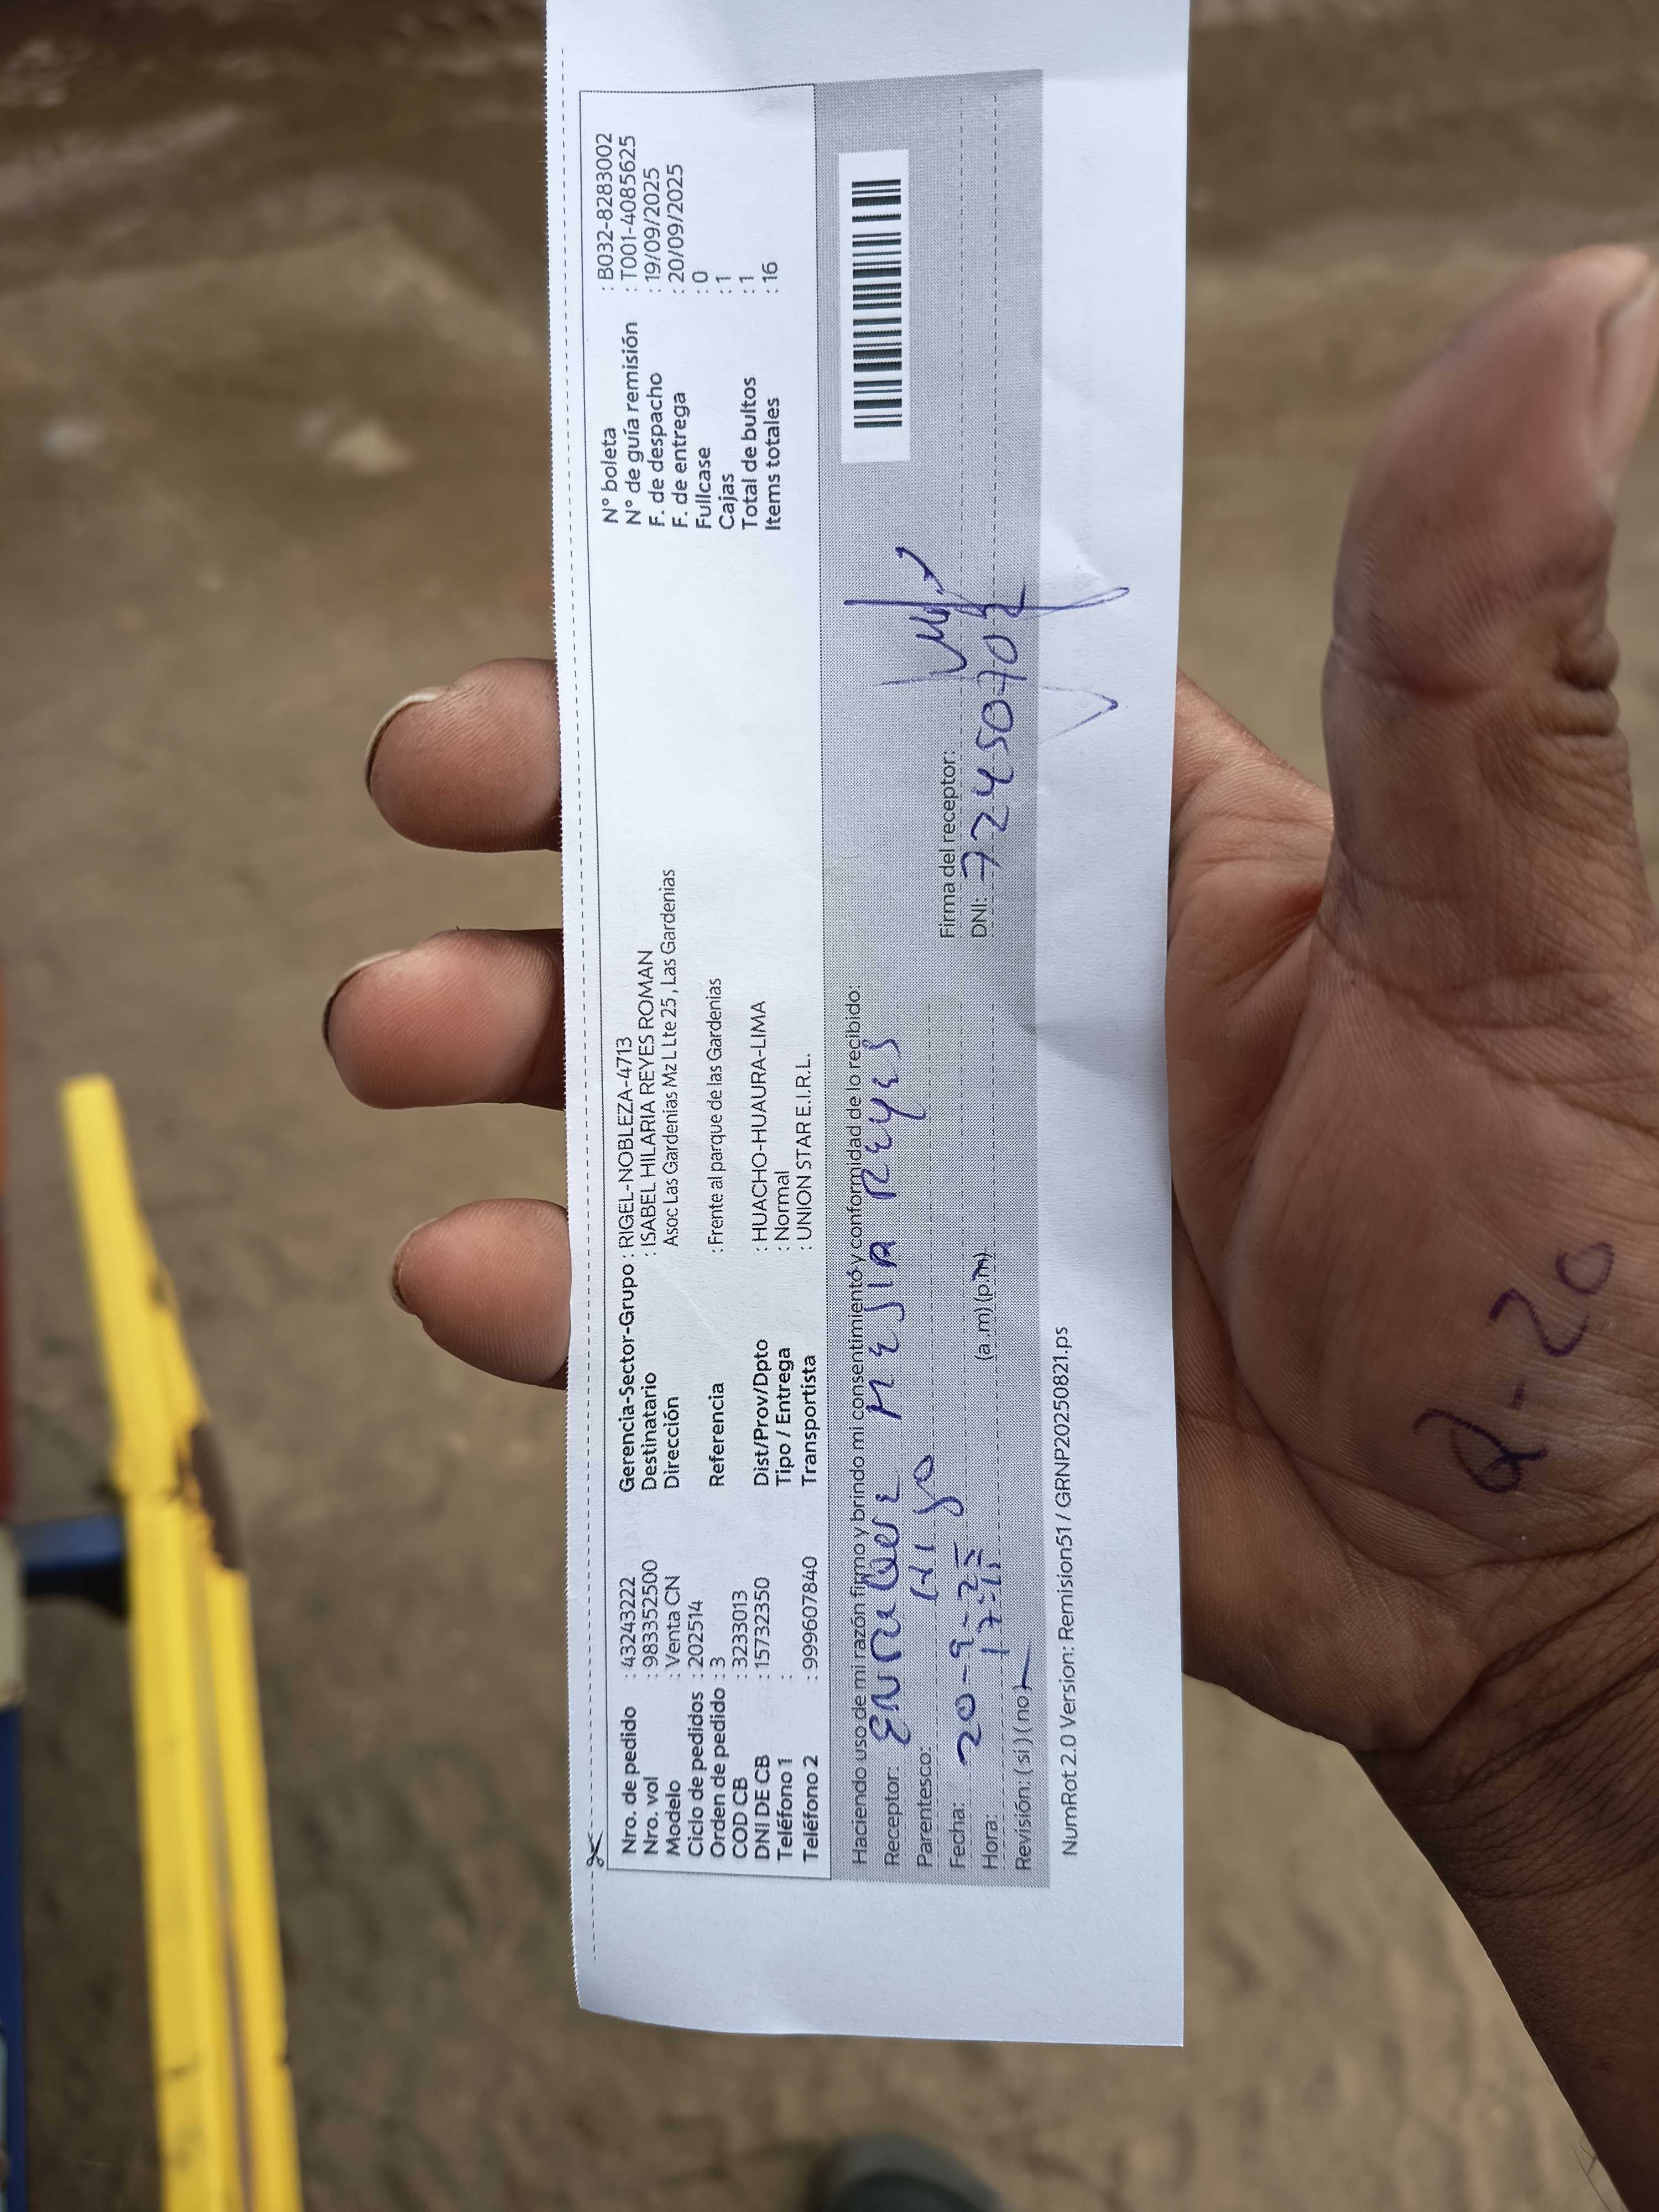 Nro. de pedido : 43243222
Nro. vol : 983352500
Modelo : Venta CN
Ciclo de pedidos : 202514
Orden de pedido : 3
COD CB : 3233013
DNI DE CB : 15732350
Teléfono 1 :
Teléfono 2 : 999607840
Gerencia-Sector-Grupo : RIGEL-NOBLEZA-4713
Destinatario : ISABEL HILARIA REYES ROMAN
Dirección Asoc Las Gardenias Mz L Lte 25 , Las Gardenias
Referencia : Frente al parque de las Gardenias
Dist/Prov/Dpto : HUACHO-HUAURA-LIMA
Tipo / Entrega : Normal
Transportista : UNION STAR E.I.R.L.
N° boleta : B032-8283002
N° de guía remisión : T001-4085625
F. de despacho : 19/09/2025
F. de entrega : 20/09/2025
Fullcase : 0
Cajas : 1
Total de bultos : 1
Items totales : 16
Haciendo uso de mi razón firmo y brindo mi consentimiento y conformidad de lo recibido:
Receptor: MESIA REYES
Parentesco: HIJO
Fecha: 20-9-25
Hora: (a.m) (p.m)
Revisión: ( si ) ( no )
Firma del receptor:
DNI: 7245070
NumRot 2.0 Version: Remision51 / GRNP20250821.ps
2-20